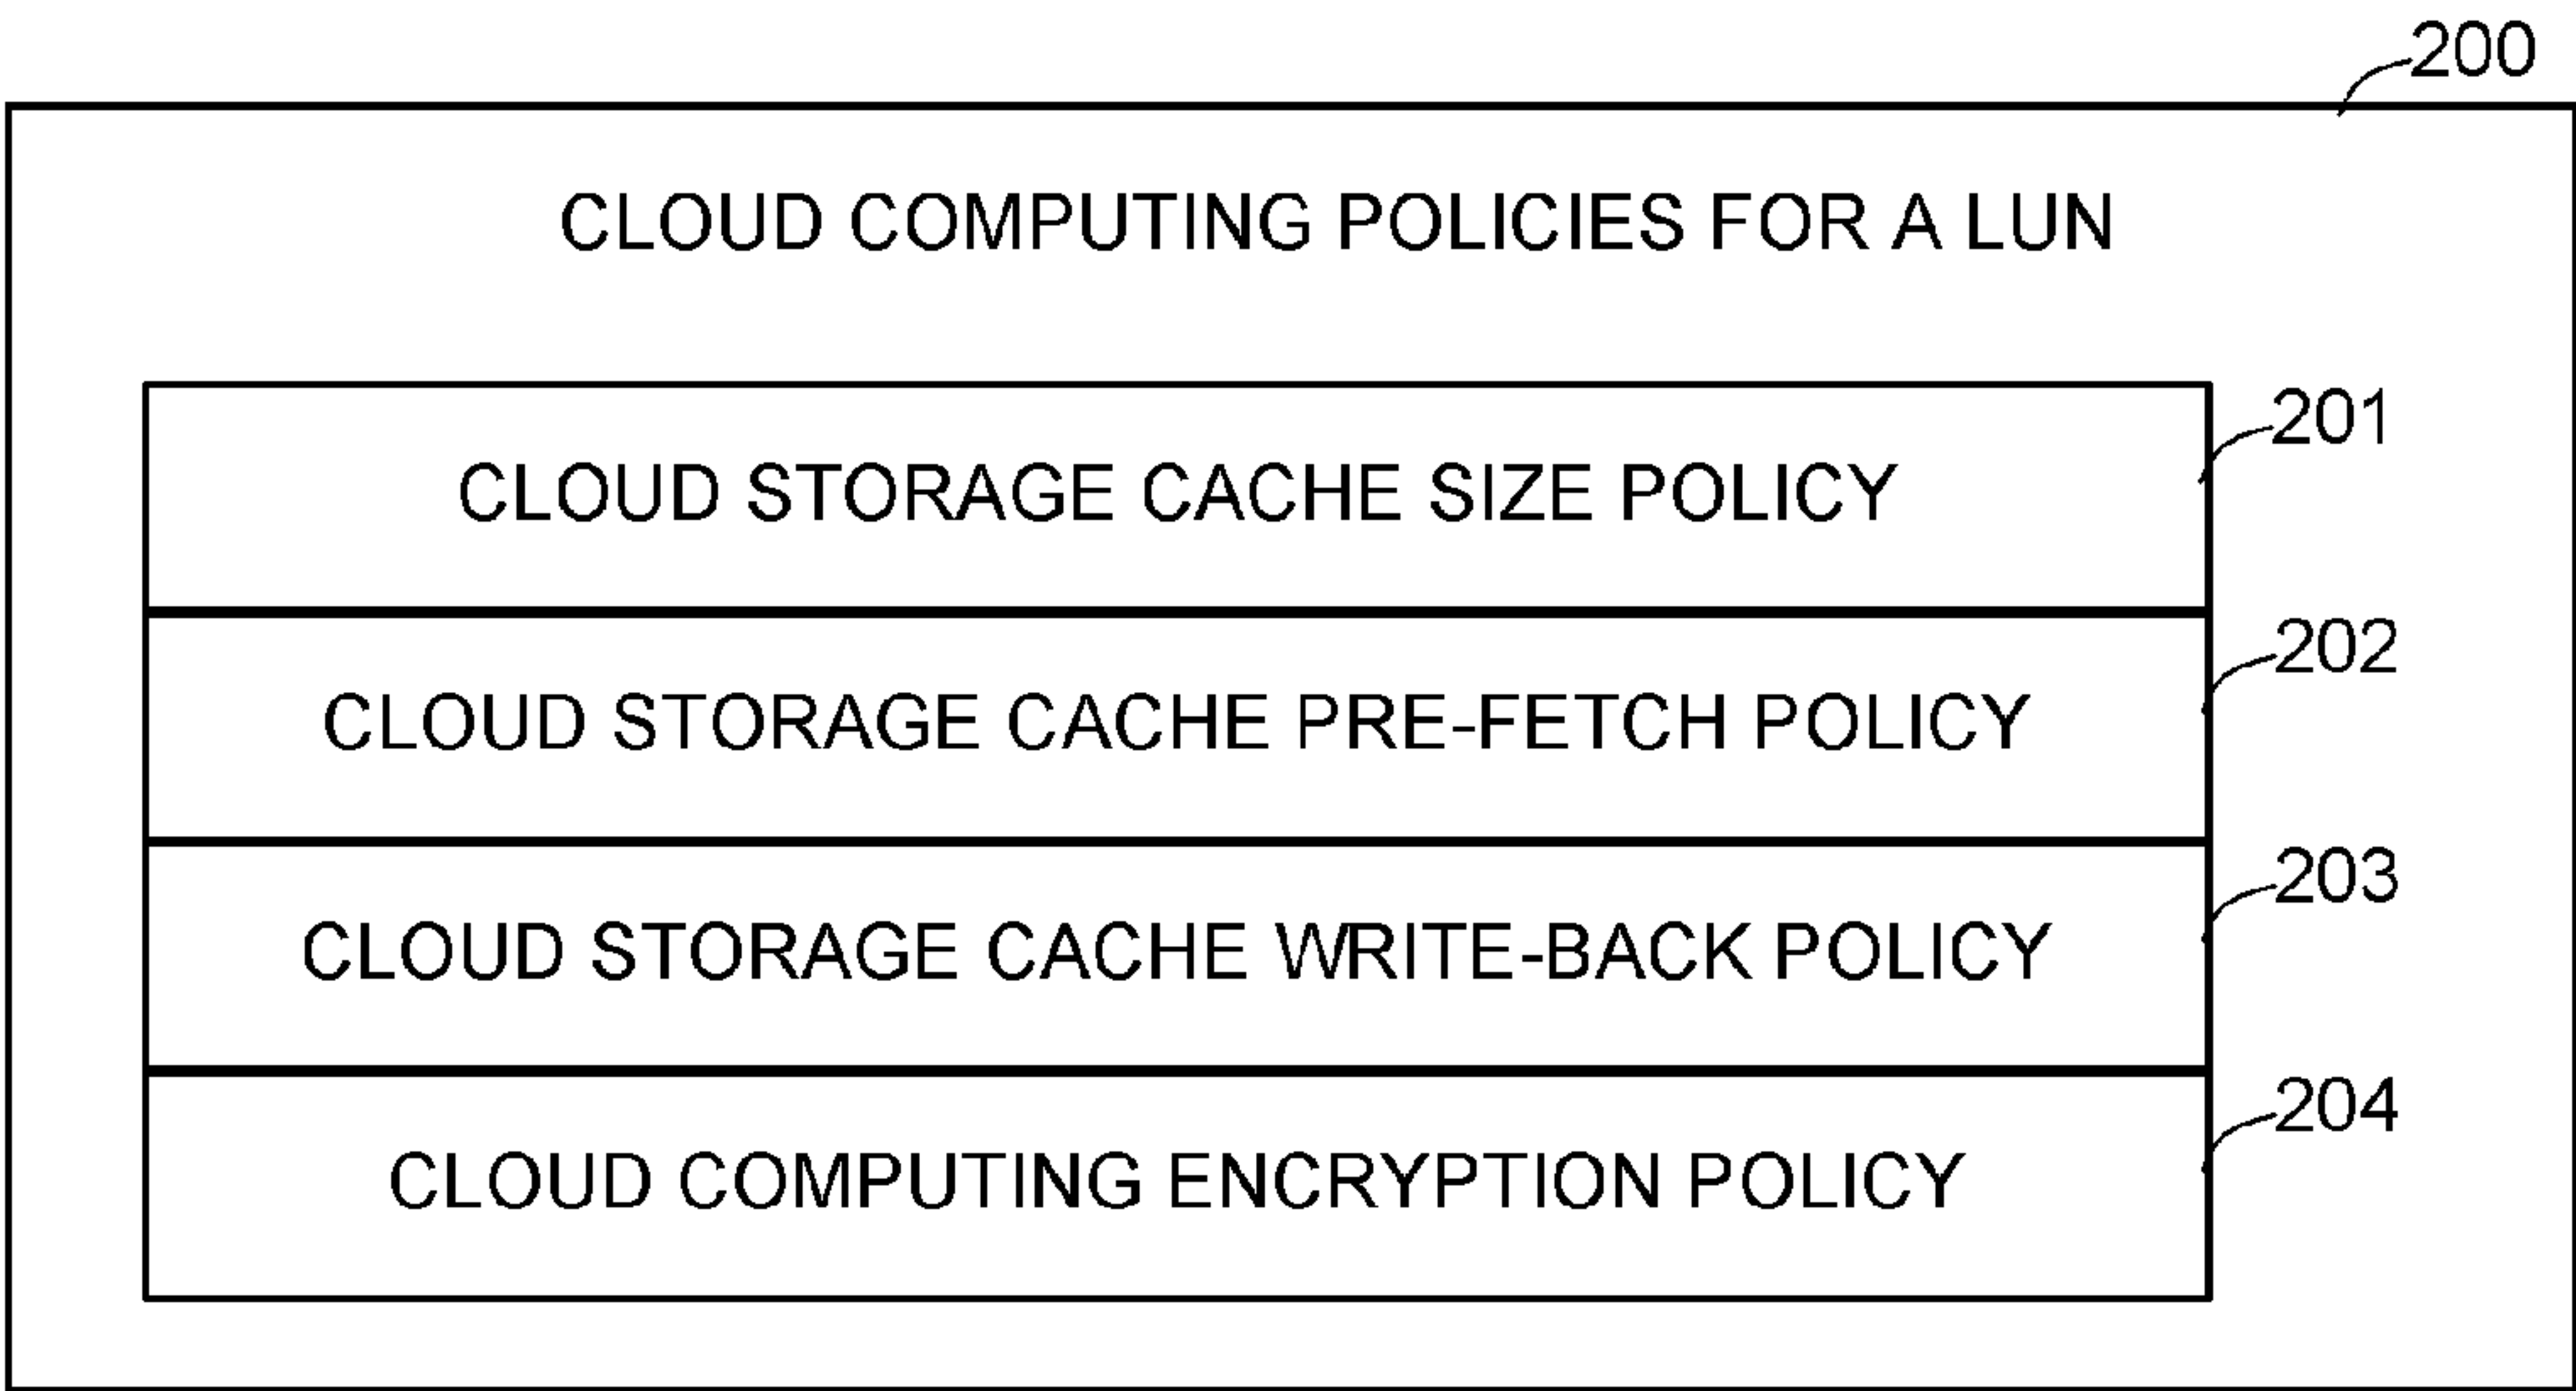 200
CLOUD COMPUTING POLICIES FOR A LUN
CLOUD STORAGE CACHE SIZE POLICY
201
CLOUD STORAGE CACHE PRE-FETCH POLICY
202
CLOUD STORAGE CACHE WRITE-BACK POLICY
203
CLOUD COMPUTING ENCRYPTION POLICY
204